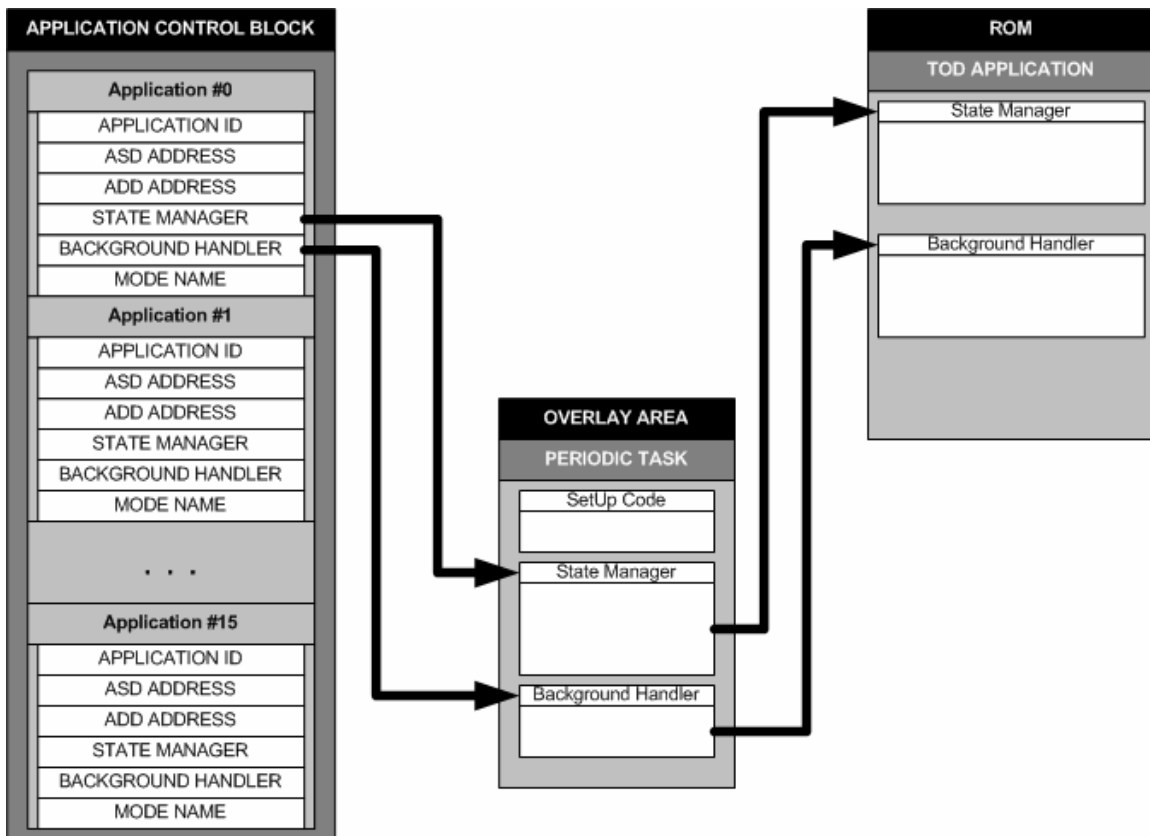 APPLICATION CONTROL BLOCK
Application #0
APPLICATION ID
ASD ADDRESS
ADD ADDRESS
STATE MANAGER
BACKGROUND HANDLER
MODE NAME
Application #1
APPLICATION ID
ASD ADDRESS
ADD ADDRESS
STATE MANAGER
BACKGROUND HANDLER
MODE NAME
. . .
Application #15
APPLICATION ID
ASD ADDRESS
ADD ADDRESS
STATE MANAGER
BACKGROUND HANDLER
MODE NAME
OVERLAY AREA
PERIODIC TASK
SetUp Code
State Manager
Background Handler
ROM
TOD APPLICATION
State Manager
Background Handler